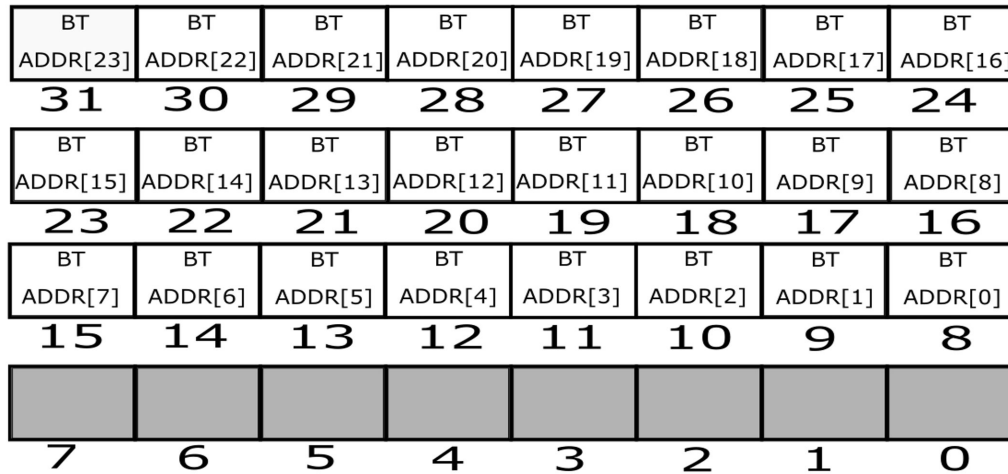 BT BT BT BT BT BT BT BT
ADDR[23] ADDR[22] ADDR[21] ADDR[20] ADDR[19] ADDR[18] ADDR[17] ADDR[16]
31 30 29 28 27 26 25 24
BT BT BT BT BT BT BT BT
ADDR[15] ADDR[14] ADDR[13] ADDR[12] ADDR[11] ADDR[10] ADDR[9] ADDR[8]
23 22 21 20 19 18 17 16
BT BT BT BT BT BT BT BT
ADDR[7] ADDR[6] ADDR[5] ADDR[4] ADDR[3] ADDR[2] ADDR[1] ADDR[0]
15 14 13 12 11 10 9 8
7 6 5 4 3 2 1 0